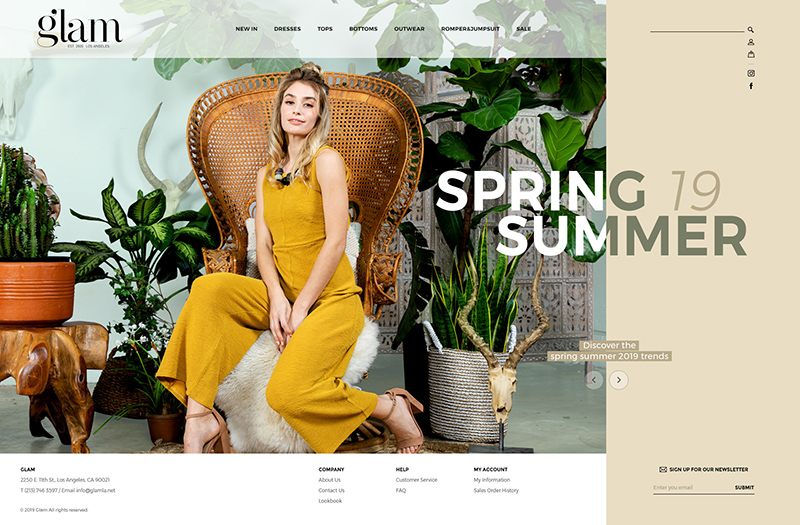 glam
EST. 2000 LOS ANGELES
NEW IN DRESSES TOPS BOTTOMS OUTWEAR ROMPER&JUMPSUIT SALE
SPRING 19
SUMMER
Discover the
spring summer 2019 trends
GLAM
2250 E. 11th St., Los Angeles, CA 90021
T (213) 746 5597 / Email info@glamla.net
© 2019 Glam All rights reserved.
COMPANY
About Us
Contact Us
Lookbook
HELP
Customer Service
FAQ
MY ACCOUNT
My Information
Sales Order History
SIGN UP FOR OUR NEWSLETTER
Enter you email SUBMIT